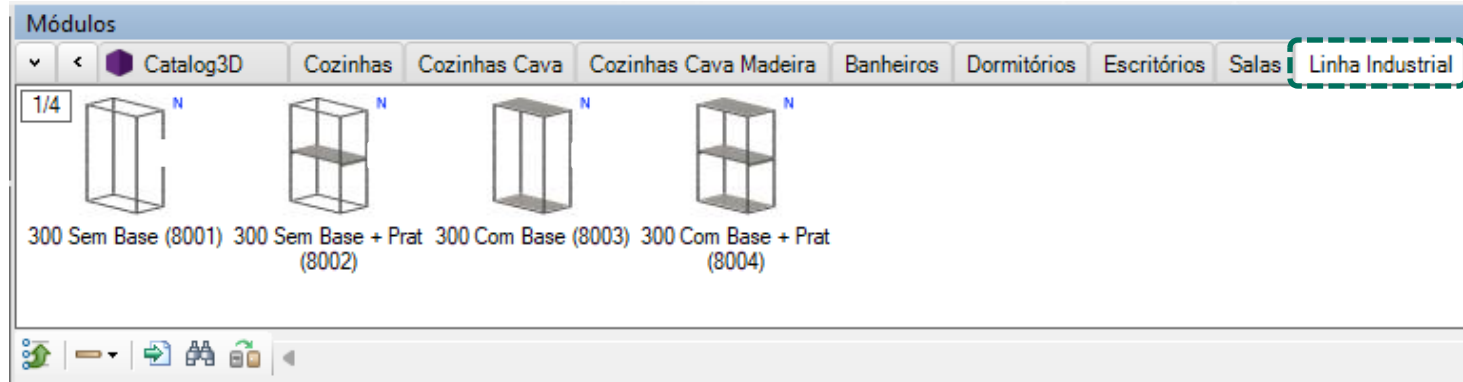 Módulos
Catalog3D Cozinhas Cozinhas Cava Cozinhas Cava Madeira Banheiros Dormitórios Escritórios Salas Linha Industrial
1/4 N N N N
300 Sem Base (8001) 300 Sem Base + Prat 300 Com Base (8003) 300 Com Base + Prat
(8002) (8004)